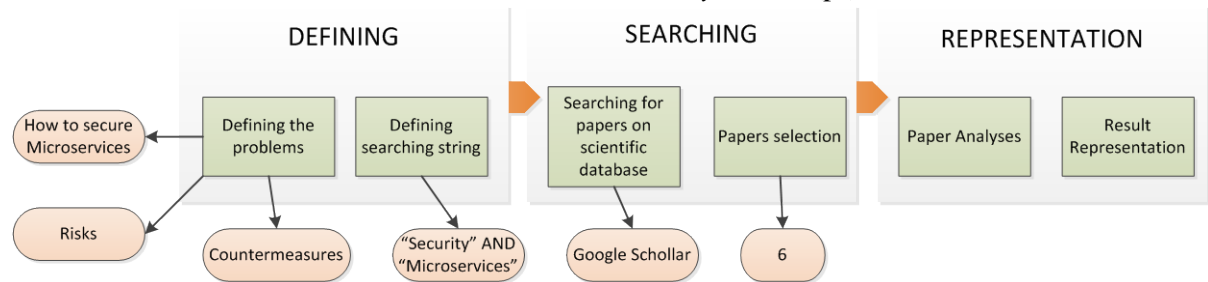 DEFINING
SEARCHING
REPRESENTATION
How to secure
Microservices
Defining the
problems
Defining
searching string
Searching for
papers on
scientific
database
Papers selection
Paper Analyses
Result
Representation
Risks
Countermeasures
“Security” AND
“Microservices”
Google Schollar
6